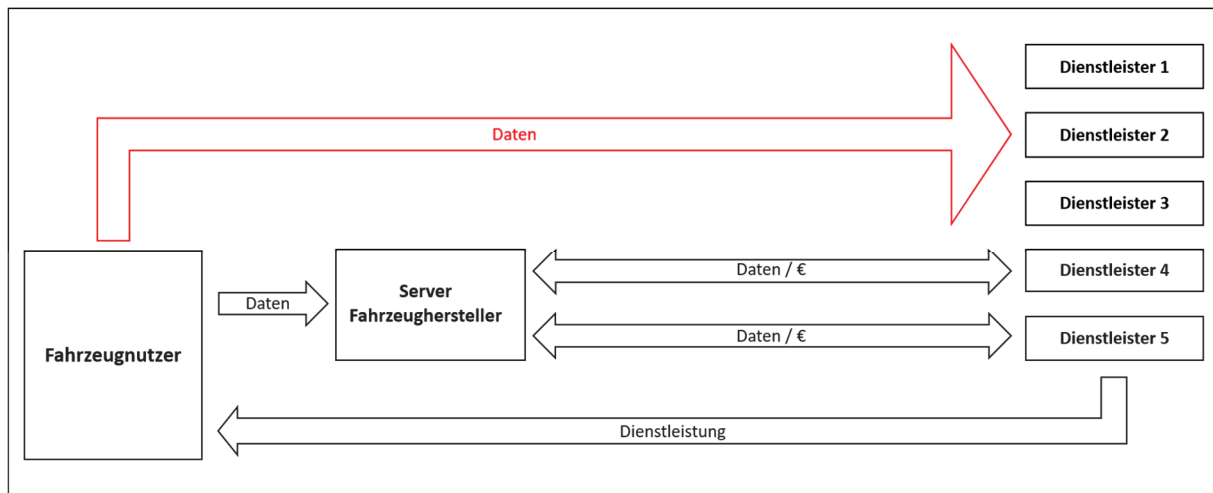 Dienstleister 1
Daten
Dienstleister 2
Dienstleister 3
Daten / €
Dienstleister 4
Daten
Server
Fahrzeughersteller
Daten / €
Dienstleister 5
Fahrzeugnutzer
Dienstleistung